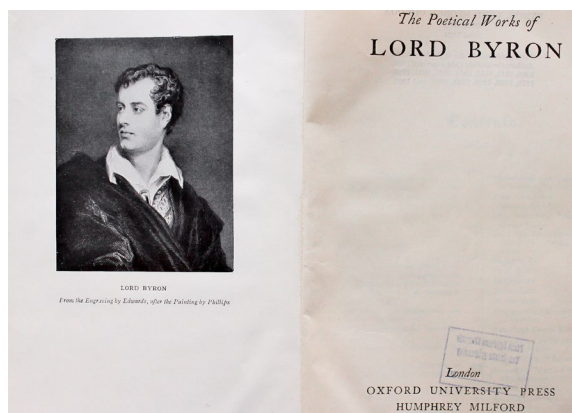 LORD BYRON
From the Engraving by Edwards, after the Painting by Phillips
The Poetical Works of
LORD BYRON
London
OXFORD UNIVERSITY PRESS
HUMPHREY MILFORD